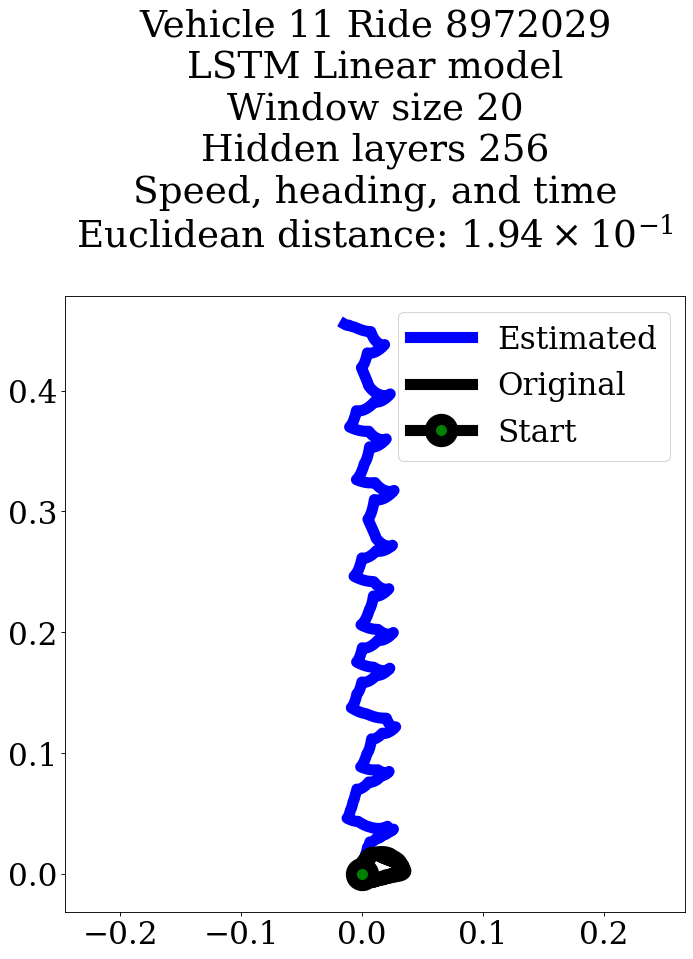 Vehicle 11 Ride 8972029
LSTM Linear model
Window size 20
Hidden layers 256
Speed, heading, and time
Euclidean distance: 1.94 × 10⁻¹
Estimated
Original
Start
0.4
0.3
0.2
0.1
0.0
−0.2
−0.1
0.0
0.1
0.2